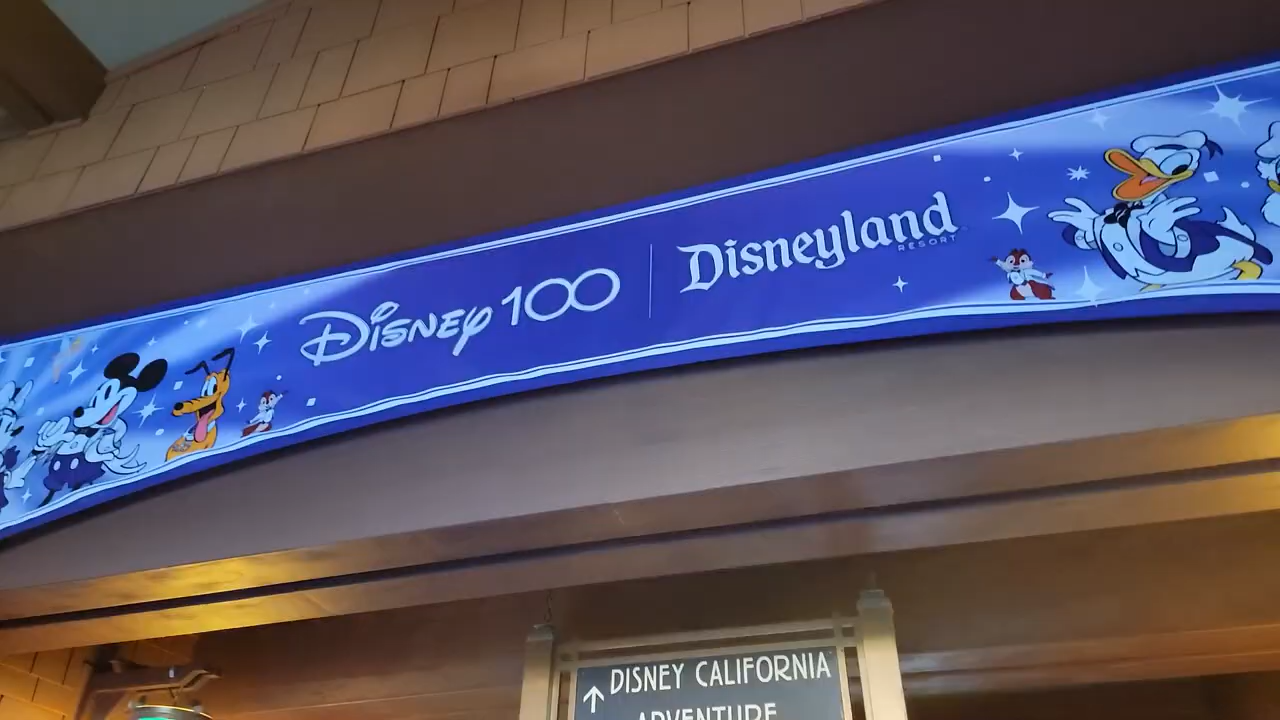 Disney 100
Disneyland
RESORT
↑ DISNEY CALIFORNIA
ADVENTURE